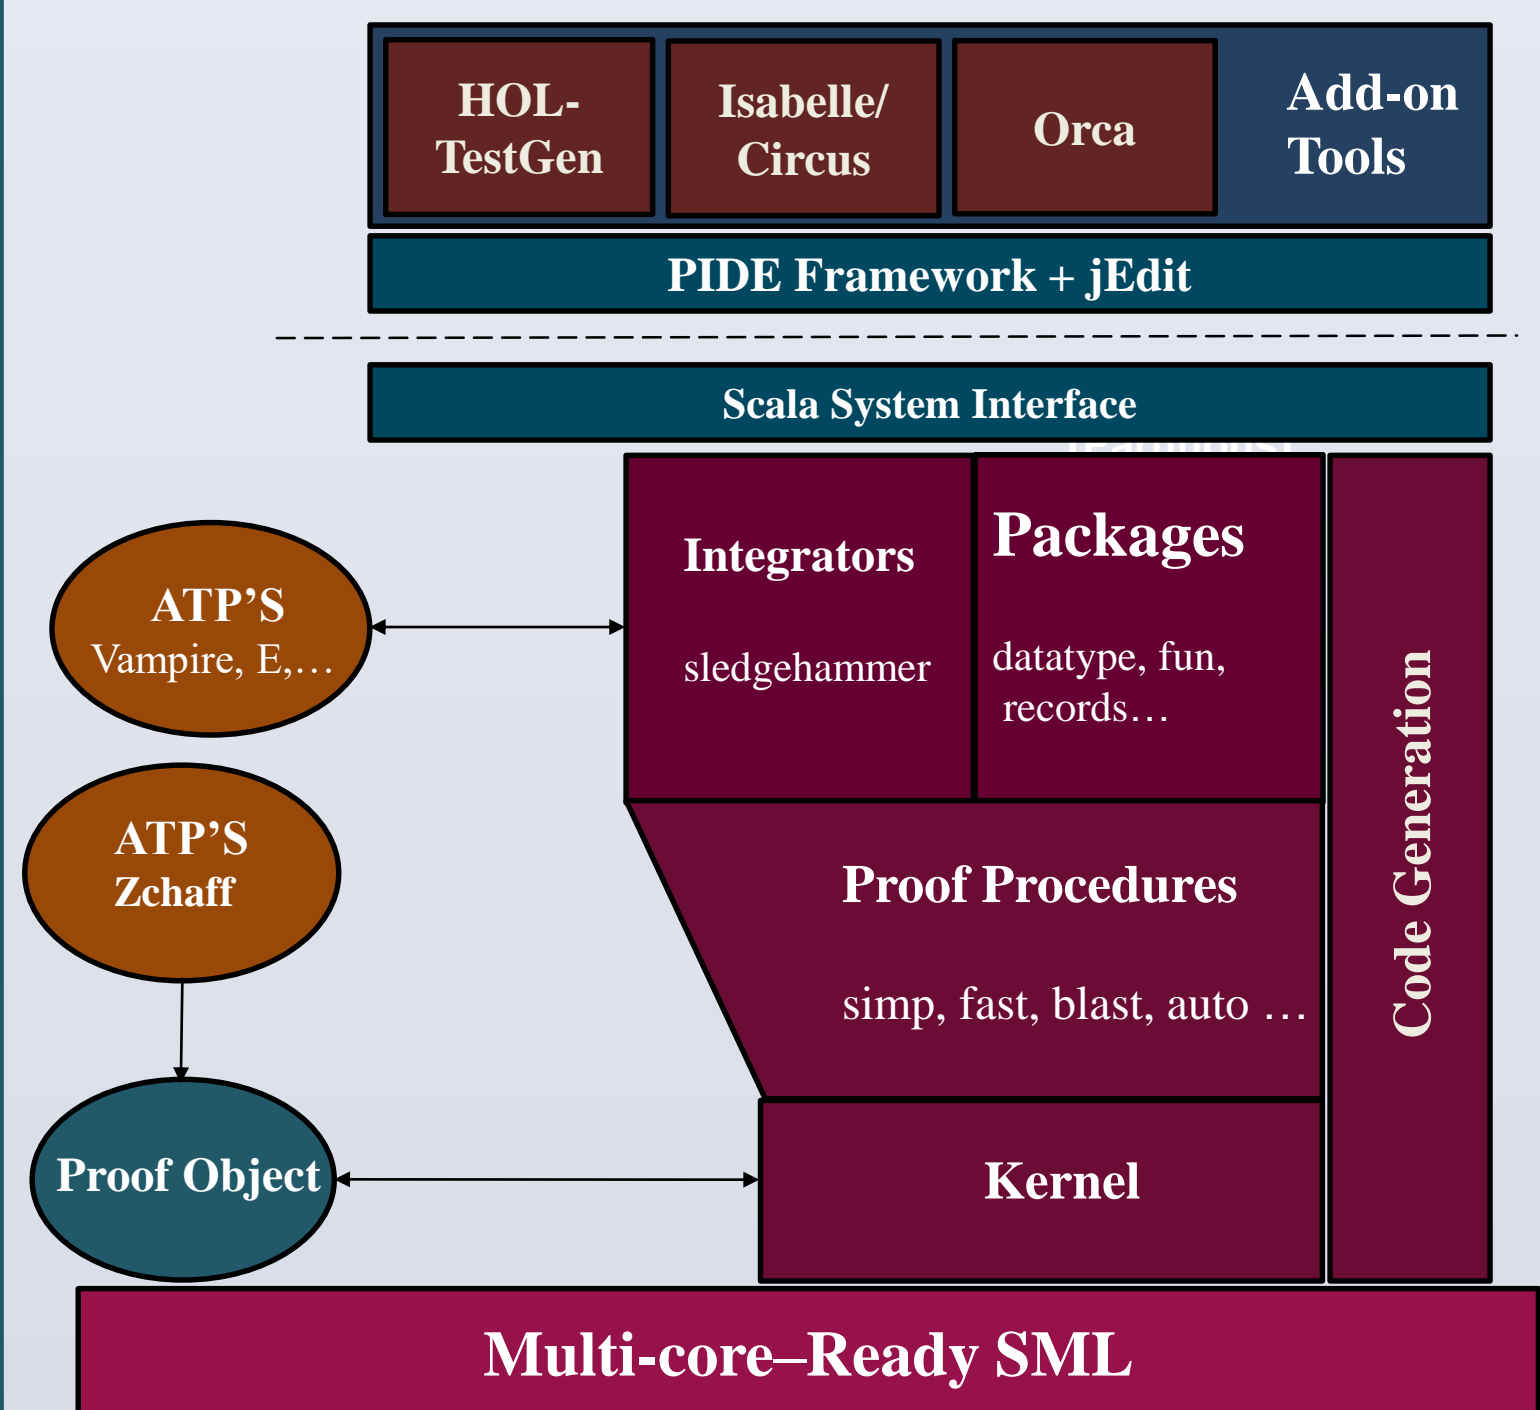 HOL-
TestGen
Isabelle/
Circus
Orca
Add-on
Tools
PIDE Framework + jEdit
Scala System Interface
Integrators
sledgehammer
Packages
datatype, fun,
records…
ATP’S
Vampire, E,…
ATP’S
Zchaff
Proof Procedures
simp, fast, blast, auto …
Code Generation
Proof Object
Kernel
Multi-core–Ready SML